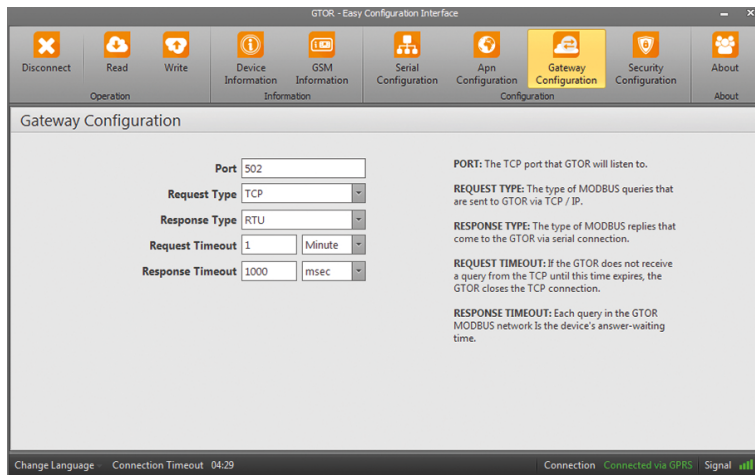 GTOR - Easy Configuration Interface
Disconnect
Read
Write
Device
Information
GSM
Information
Serial
Configuration
Apn
Configuration
Gateway
Configuration
Security
Configuration
About
Operation
Information
Configuration
About
Gateway Configuration
Port 502
Request Type TCP
Response Type RTU
Request Timeout 1 Minute
Response Timeout 1000 msec
PORT: The TCP port that GTOR will listen to.
REQUEST TYPE: The type of MODBUS queries that
are sent to GTOR via TCP / IP.
RESPONSE TYPE: The type of MODBUS replies that
come to the GTOR via serial connection.
REQUEST TIMEOUT: If the GTOR does not receive
a query from the TCP until this time expires, the
GTOR closes the TCP connection.
RESPONSE TIMEOUT: Each query in the GTOR
MODBUS network Is the device's answer-waiting
time.
Change Language Connection Timeout 04:29 Connection Connected via GPRS Signal